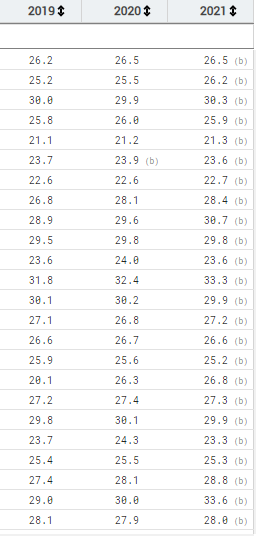 2019 2020 2021
26.2 26.5 26.5 (b)
25.2 25.5 26.2 (b)
30.0 29.9 30.3 (b)
25.8 26.0 25.9 (b)
21.1 21.2 21.3 (b)
23.7 23.9 (b) 23.6 (b)
22.6 22.6 22.7 (b)
26.8 28.1 28.4 (b)
28.9 29.6 30.7 (b)
29.5 29.8 29.8 (b)
23.6 24.0 23.6 (b)
31.8 32.4 33.3 (b)
30.1 30.2 29.9 (b)
27.1 26.8 27.2 (b)
26.6 26.7 26.6 (b)
25.9 25.6 25.2 (b)
20.1 26.3 26.8 (b)
27.2 27.4 27.3 (b)
29.8 30.1 29.9 (b)
23.7 24.3 23.3 (b)
25.4 25.5 25.3 (b)
27.4 28.1 28.8 (b)
29.0 30.0 33.6 (b)
28.1 27.9 28.0 (b)